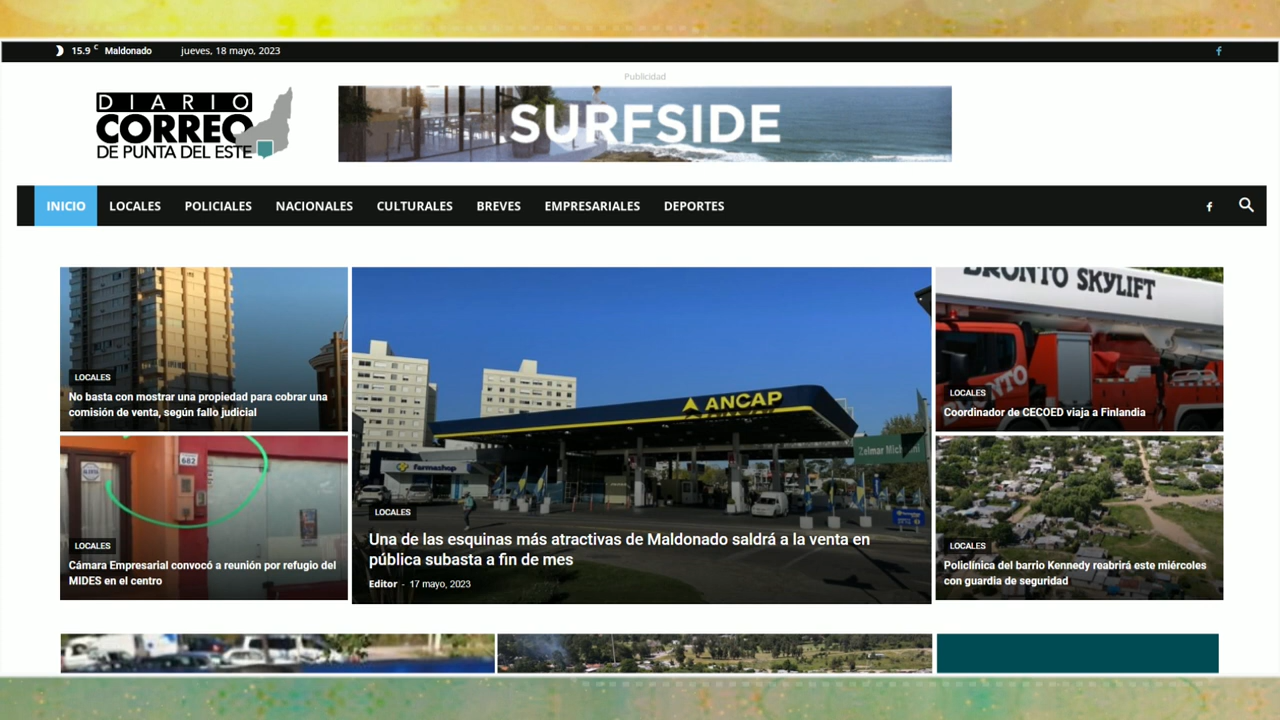 15.9 C Maldonado jueves, 18 mayo, 2023
Publicidad
DIARIO
CORREO
DE PUNTA DEL ESTE
SURFSIDE
INICIO LOCALES POLICIALES NACIONALES CULTURALES BREVES EMPRESARIALES DEPORTES
LOCALES
No basta con mostrar una propiedad para cobrar una
comisión de venta, según fallo judicial
682
LOCALES
Cámara Empresarial convocó a reunión por refugio del
MIDES en el centro
ANCAP
farmashop
LOCALES
Una de las esquinas más atractivas de Maldonado saldrá a la venta en
pública subasta a fin de mes
Editor - 17 mayo, 2023
BRONTO SKYLIFT
BRONTO
LOCALES
Coordinador de CECOED viaja a Finlandia
LOCALES
Policlínica del barrio Kennedy reabrirá este miércoles
con guardia de seguridad